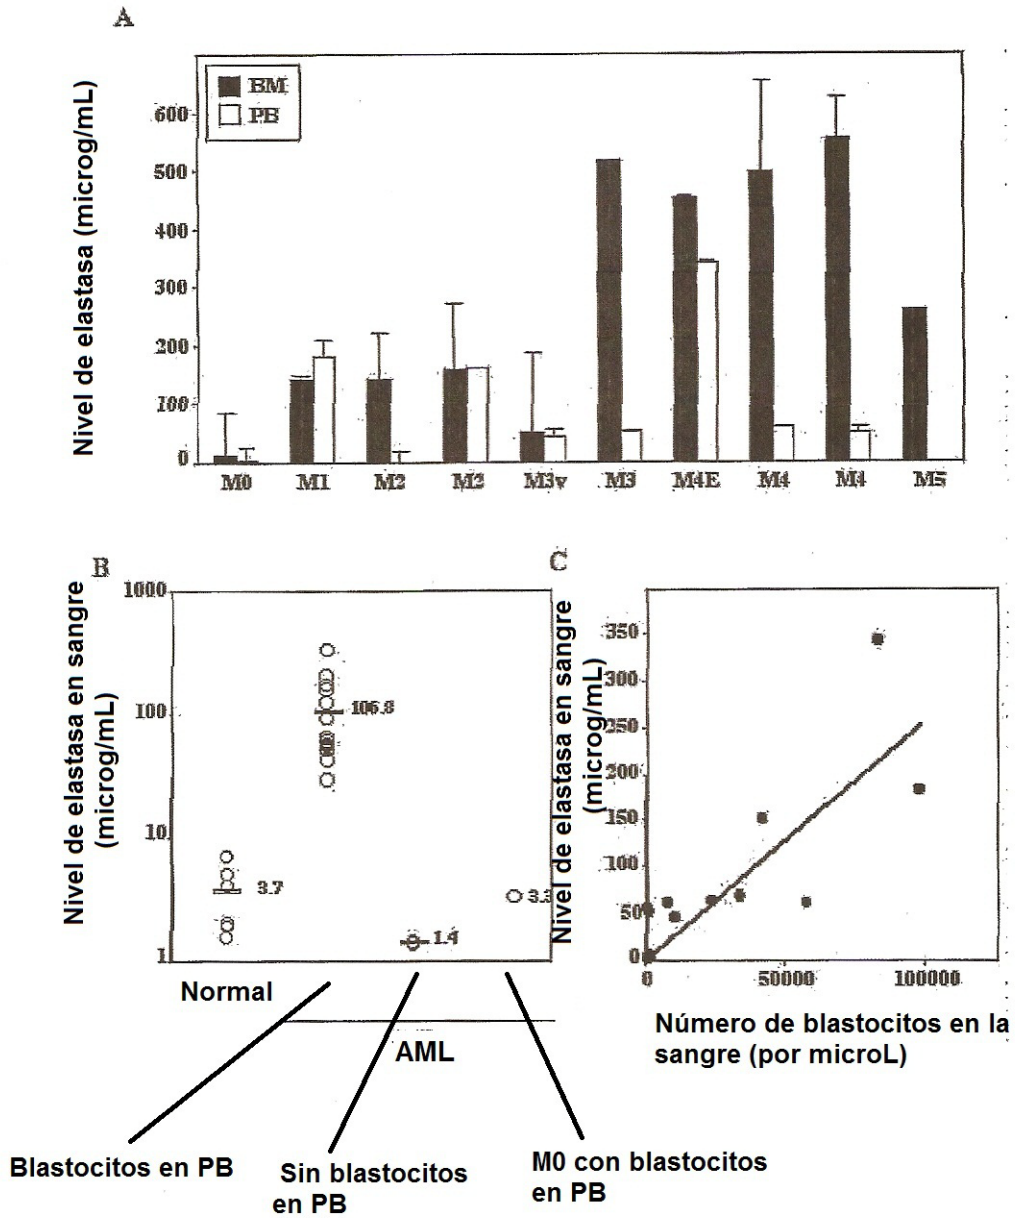 A
Nivel de elastasa (microg/mL)
BM
PB
600
500
400
300
200
100
0
M0 M1 M2 M2 M3v M3 M4E M4 M4 M5
B
Nivel de elastasa en sangre
(microg/mL)
1000
100
10
1
3.7
106.8
1.4
3.3
Normal
AML
Blastocitos en PB
Sin blastocitos
en PB
M0 con blastocitos
en PB
C
Nivel de elastasa en sangre
(microg/mL)
350
300
250
200
150
100
50
0
0 50000 100000
Número de blastocitos en la
sangre (por microL)